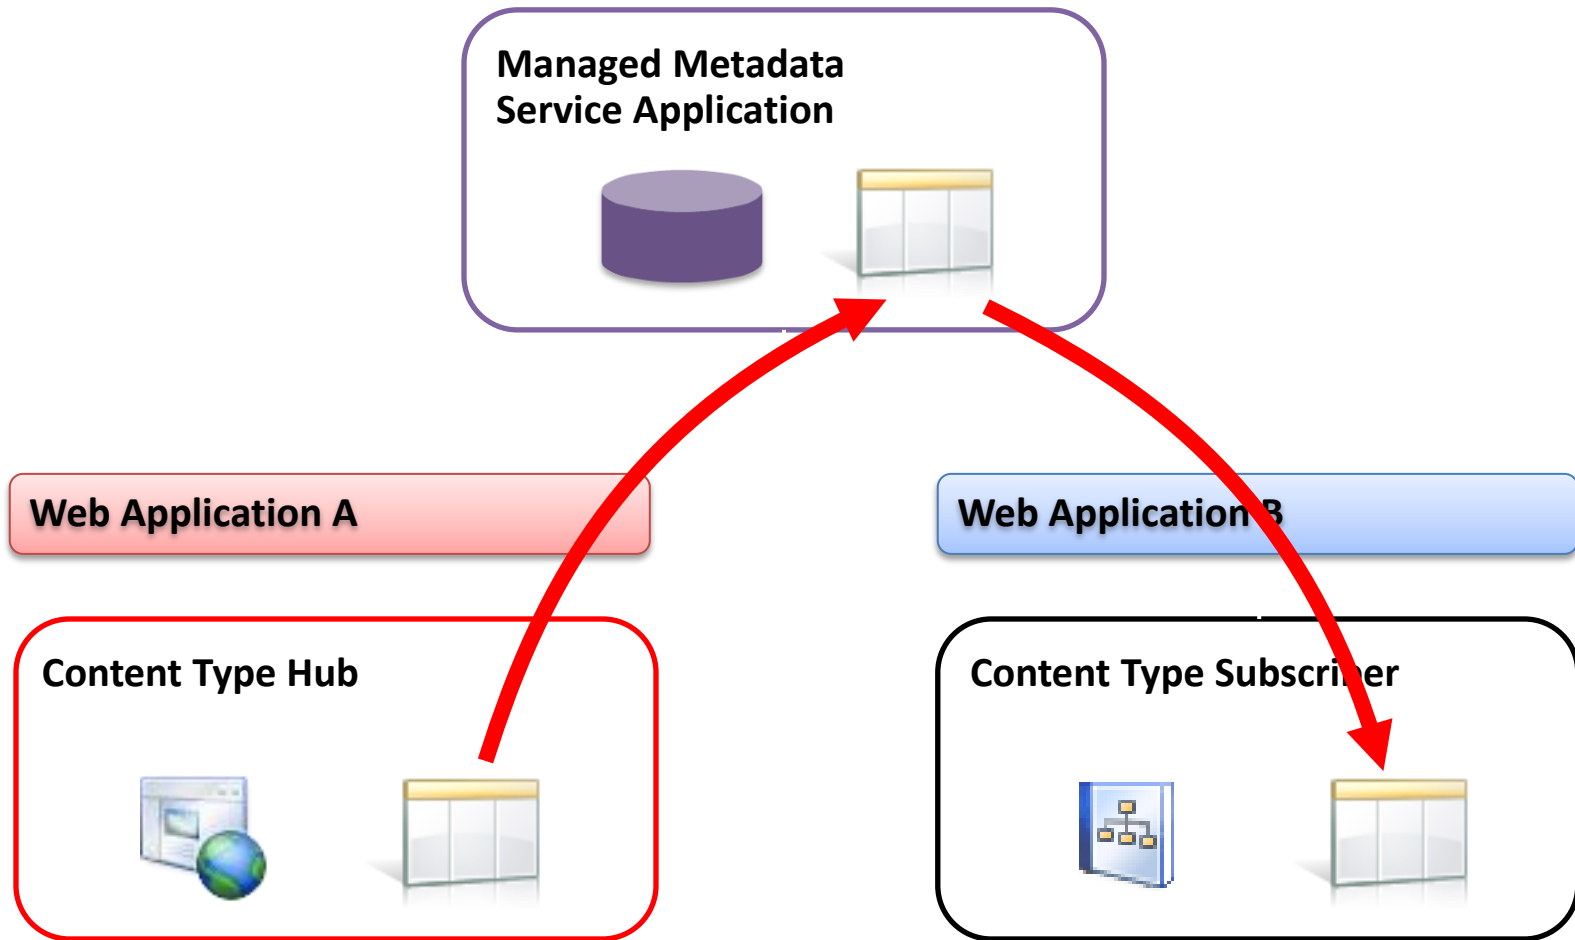 Managed Metadata
Service Application
Web Application A
Web Application B
Content Type Hub
Content Type Subscriber